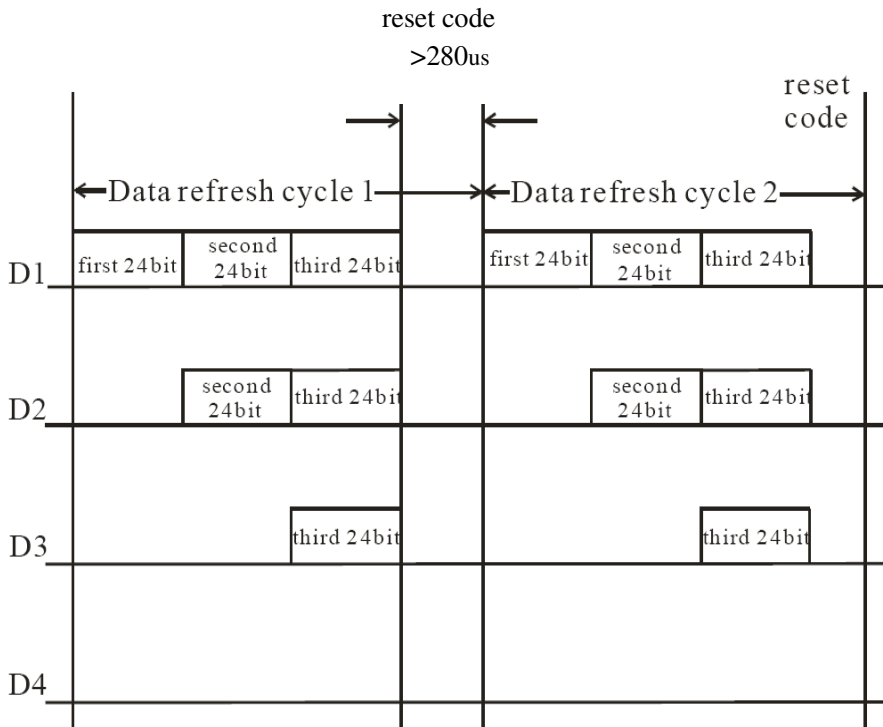 reset code
>280us
reset
code
Data refresh cycle 1
Data refresh cycle 2
D1
first 24bit
second
24bit
third 24bit
first 24bit
second
24bit
third 24bit
D2
second
24bit
third 24bit
second
24bit
third 24bit
D3
third 24bit
third 24bit
D4